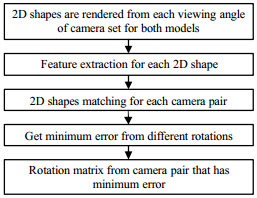 2D shapes are rendered from each viewing angle
of camera set for both models
Feature extraction for each 2D shape
2D shapes matching for each camera pair
Get minimum error from different rotations
Rotation matrix from camera pair that has
minimum error